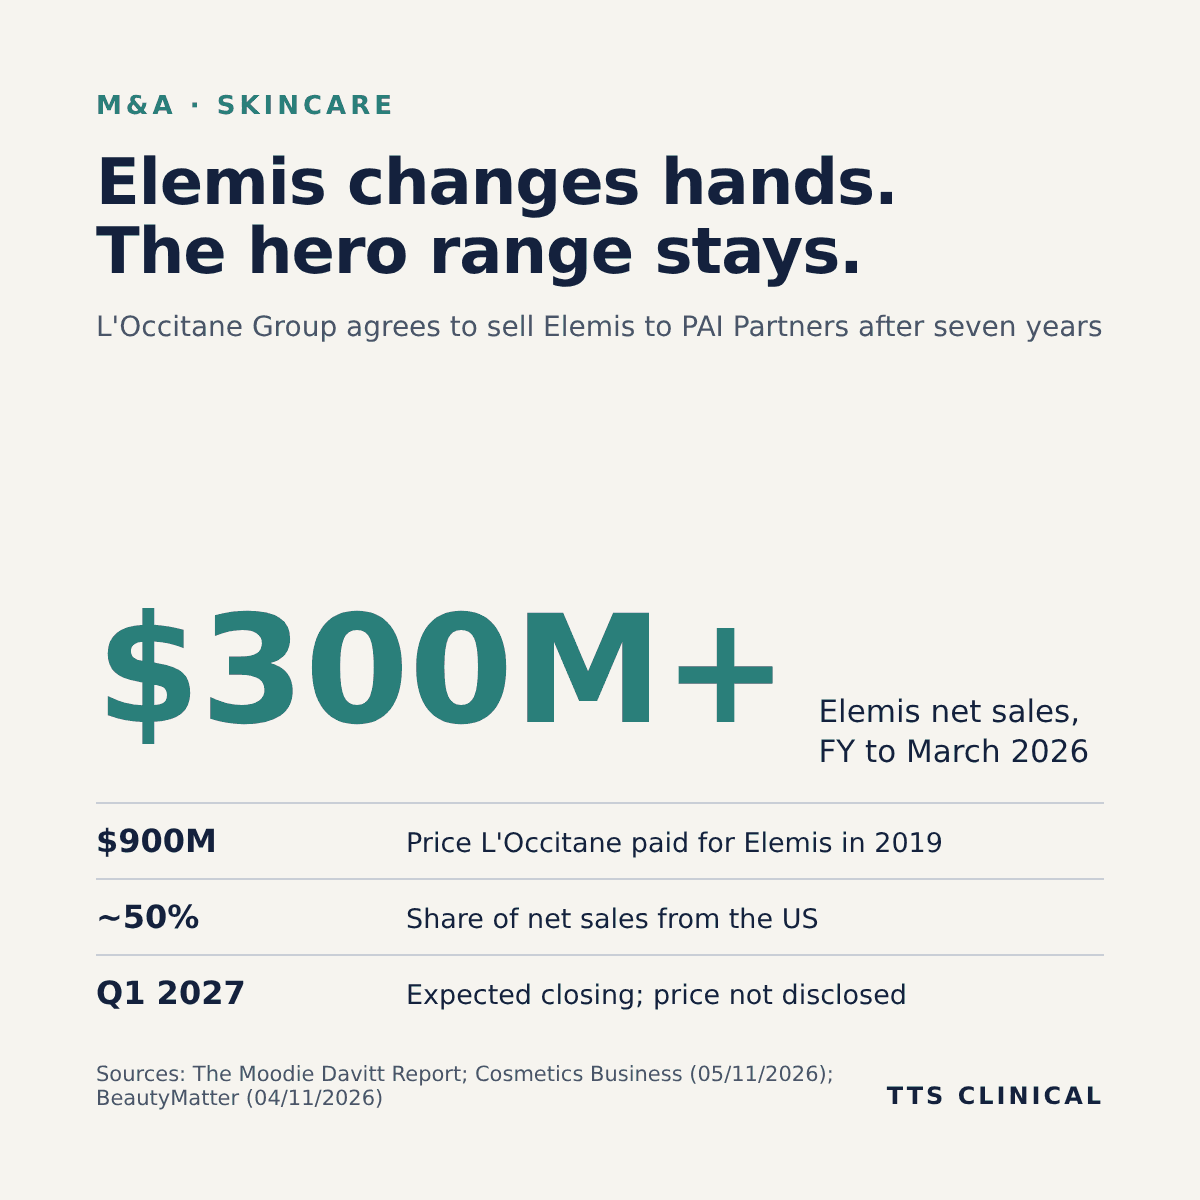 M&A · SKINCARE
Elemis changes hands.
The hero range stays.
L'Occitane Group agrees to sell Elemis to PAI Partners after seven years
$300M+
Elemis net sales,
FY to March 2026
$900M Price L'Occitane paid for Elemis in 2019
~50% Share of net sales from the US
Q1 2027 Expected closing; price not disclosed
Sources: The Moodie Davitt Report; Cosmetics Business (05/11/2026);
BeautyMatter (04/11/2026)
TTS CLINICAL